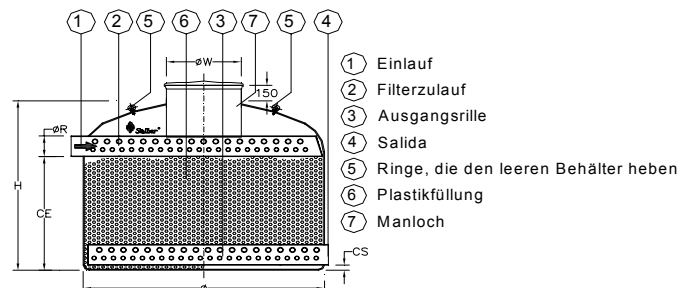 1 2 5 6 3 7 5 4
øW
150
øR
H
CE
CS
ø
1 Einlauf
2 Filterzulauf
3 Ausgangsrille
4 Salida
5 Ringe, die den leeren Behälter heben
6 Plastikfüllung
7 Manloch